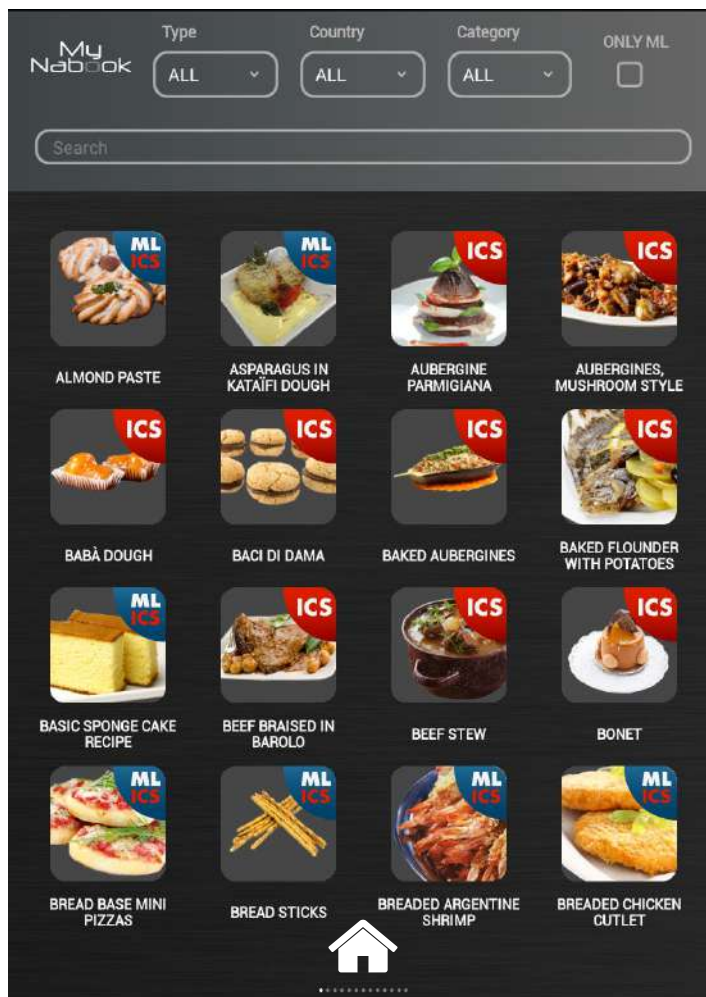 My
Nabook
Type
Country
Category
ONLY ML
ALL
ALL
ALL
Search
ML
ICS
ML
ICS
ICS
ICS
ALMOND PASTE
ASPARAGUS IN
KATAÏFI DOUGH
AUBERGINE
PARMIGIANA
AUBERGINES,
MUSHROOM STYLE
ICS
ICS
ICS
ICS
BABÀ DOUGH
BACI DI DAMA
BAKED AUBERGINES
BAKED FLOUNDER
WITH POTATOES
ML
ICS
ICS
ICS
ICS
BASIC SPONGE CAKE
RECIPE
BEEF BRAISED IN
BAROLO
BEEF STEW
BONET
ML
ICS
ML
ICS
ML
ICS
ML
ICS
BREAD BASE MINI
PIZZAS
BREAD STICKS
BREADED ARGENTINE
SHRIMP
BREADED CHICKEN
CUTLET